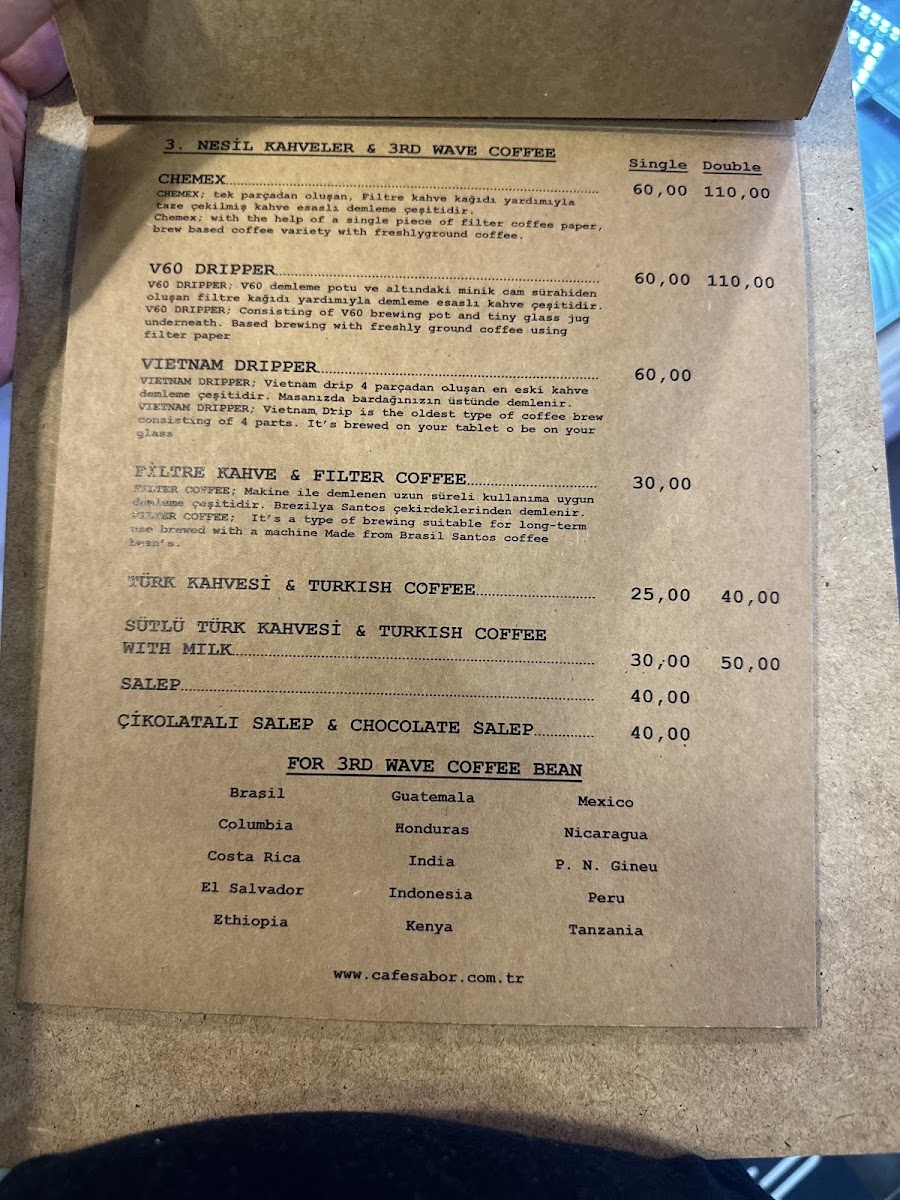 3. NESİL KAHVELER & 3RD WAVE COFFEE
Single Double
CHEMEX 60,00 110,00
CHEMEX; tek parçadan oluşan, Filtre kahve kağıdı yardımıyla
taze çekilmiş kahve esaslı demleme çeşitidir.
Chemex; with the help of a single piece of filter coffee paper,
brew based coffee variety with freshlyground coffee.
V60 DRIPPER 60,00 110,00
V60 DRIPPER; V60 demleme potu ve altındaki minik cam sürahiden
oluşan filtre kağıdı yardımıyla demleme esaslı kahve çeşitidir.
V60 DRIPPER; Consisting of V60 brewing pot and tiny glass jug
underneath. Based brewing with freshly ground coffee using
filter paper
VIETNAM DRIPPER 60,00
VIETNAM DRIPPER; Vietnam drip 4 parçadan oluşan en eski kahve
demleme çeşitidir. Masanızda bardağınızın üstünde demlenir.
VIETNAM DRIPPER; Vietnam Drip is the oldest type of coffee brew
consisting of 4 parts. It's brewed on your tablet o be on your
glass
FİLTRE KAHVE & FILTER COFFEE 30,00
FILTER COFFEE; Makine ile demlenen uzun süreli kullanıma uygun
demleme çeşitidir. Brezilya Santos çekirdeklerinden demlenir.
FILTER COFFEE; It's a type of brewing suitable for long-term
use brewed with a machine Made from Brasil Santos coffee
bean's.
TÜRK KAHVESİ & TURKISH COFFEE 25,00 40,00
SÜTLÜ TÜRK KAHVESİ & TURKISH COFFEE
WITH MILK 30,00 50,00
SALEP 40,00
ÇİKOLATALI SALEP & CHOCOLATE SALEP 40,00
FOR 3RD WAVE COFFEE BEAN
Brasil Guatemala Mexico
Columbia Honduras Nicaragua
Costa Rica India P. N. Gineu
El Salvador Indonesia Peru
Ethiopia Kenya Tanzania
www.cafesabor.com.tr